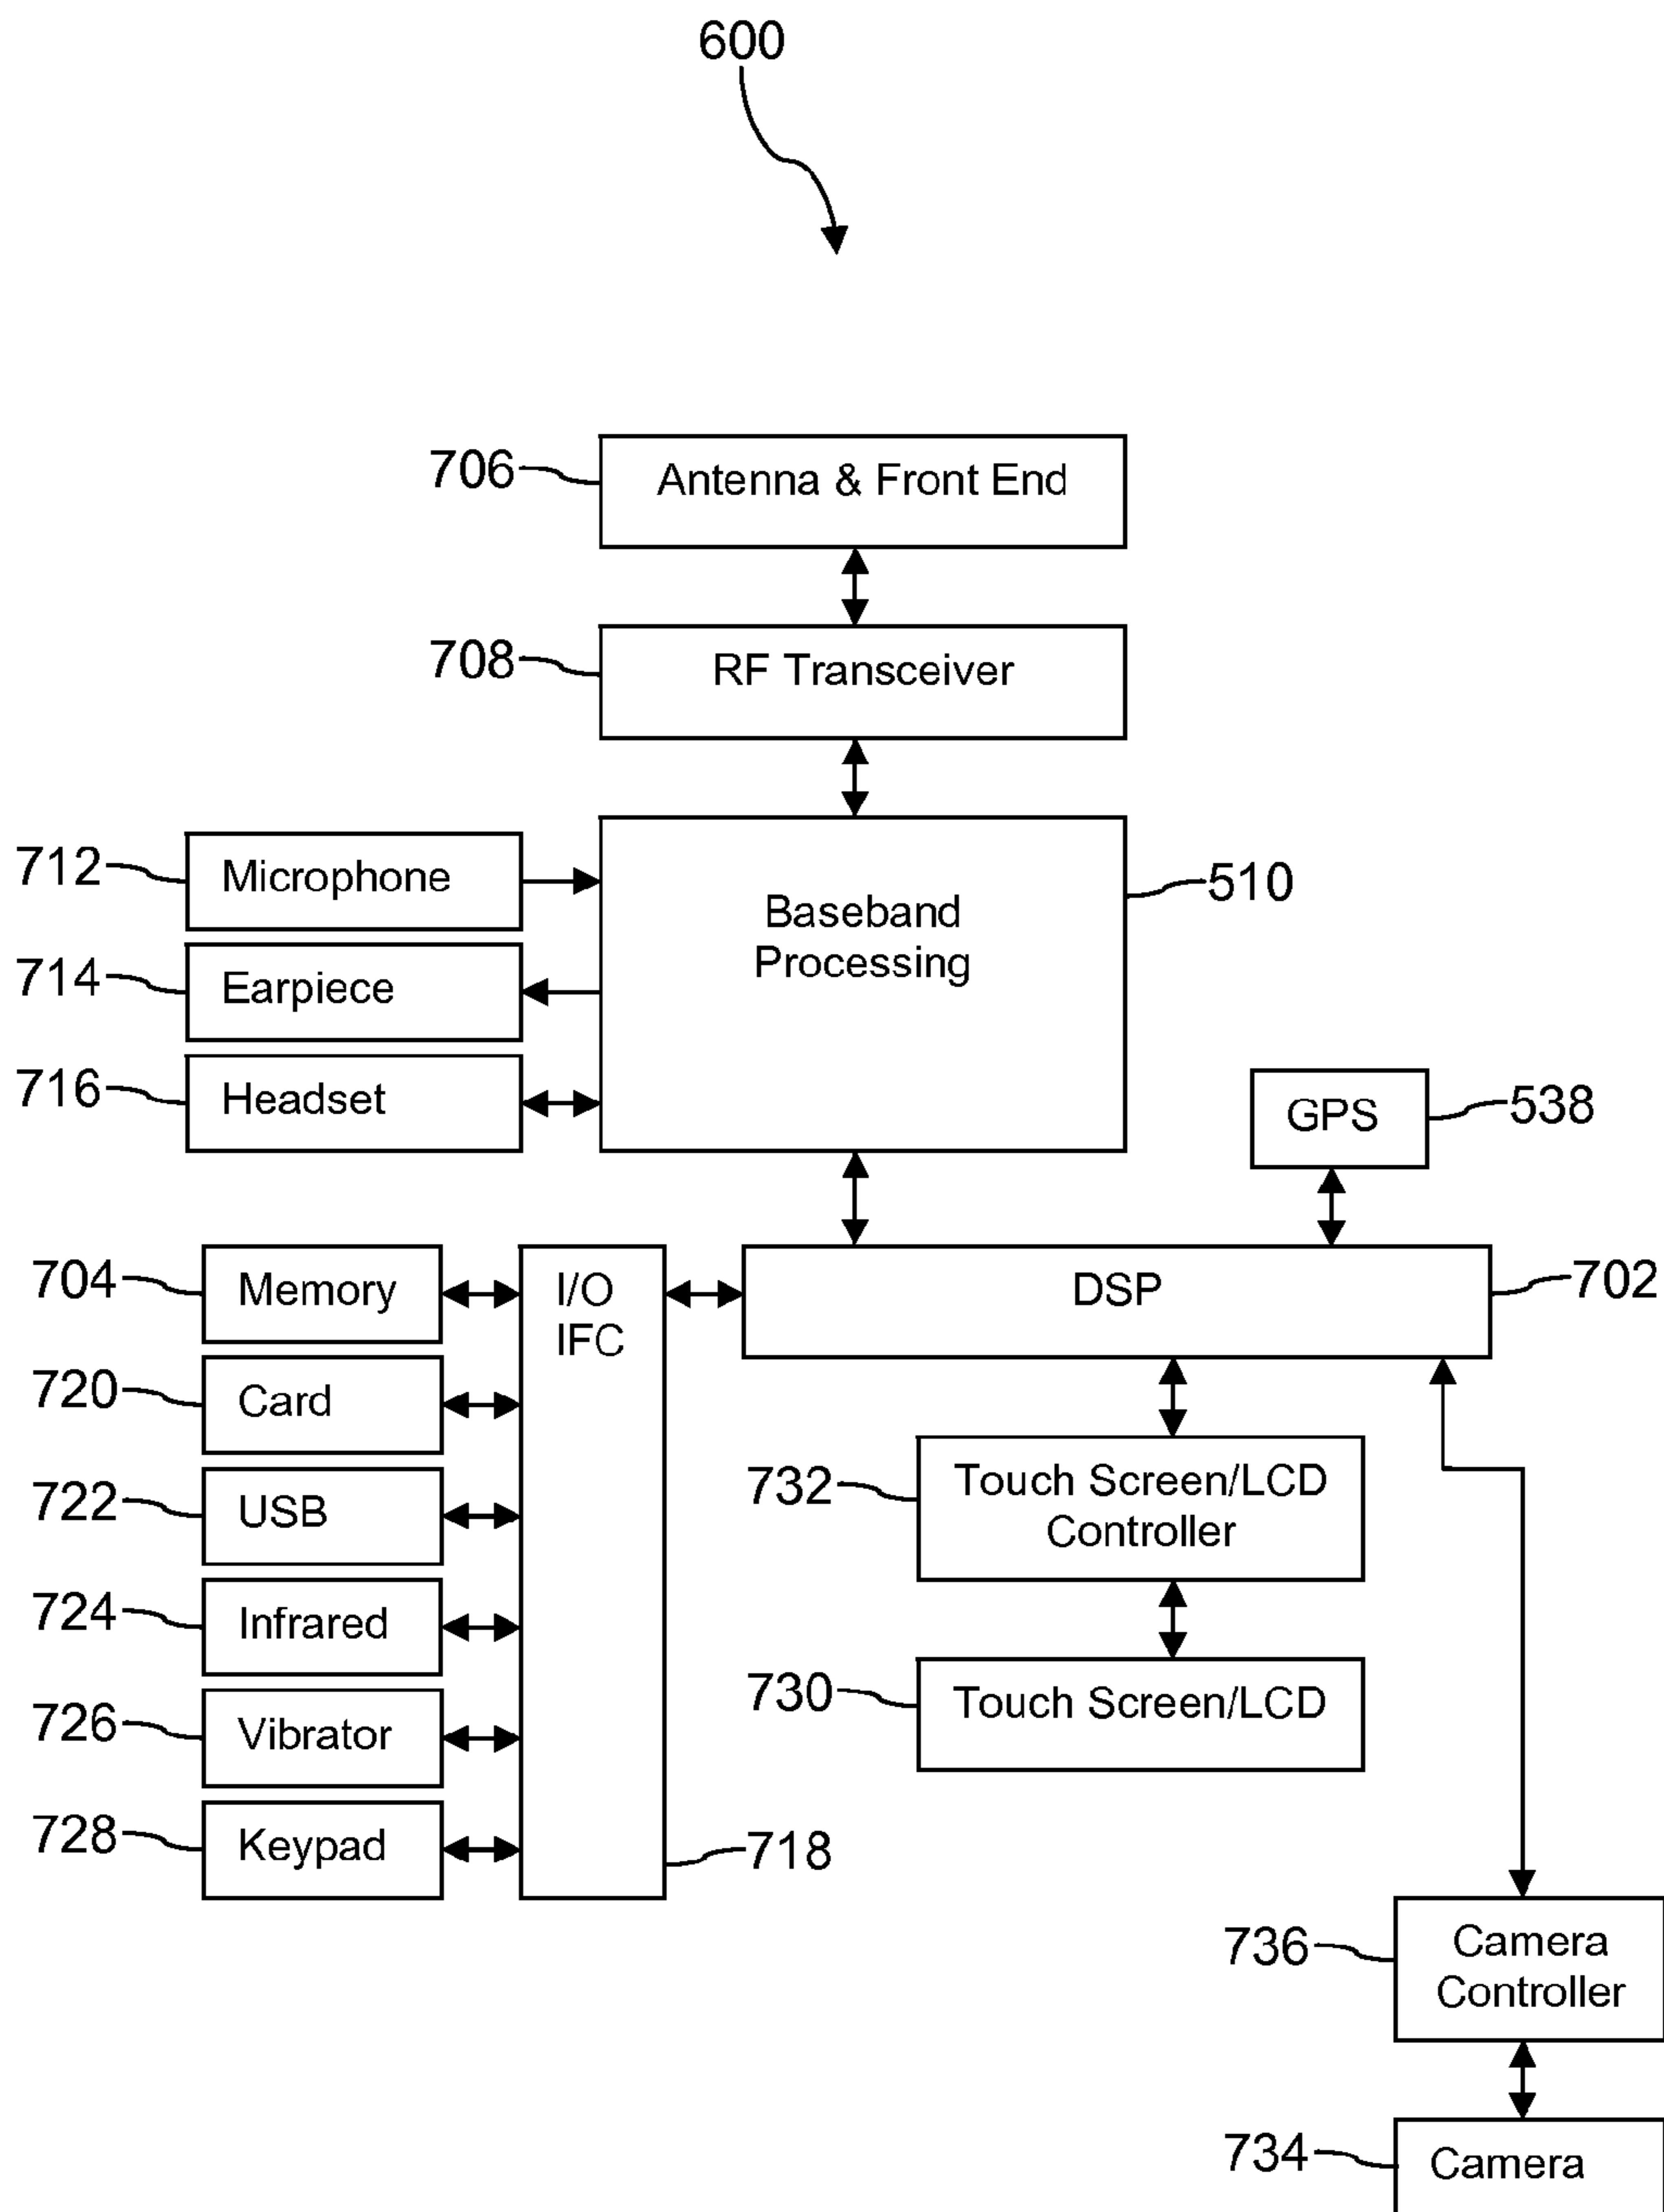 600
706
Antenna & Front End
708
RF Transceiver
712
Microphone
Baseband
Processing
510
714
Earpiece
716
Headset
GPS
538
704
Memory
I/O
IFC
DSP
702
720
Card
722
USB
732
Touch Screen/LCD
Controller
724
Infrared
726
Vibrator
730
Touch Screen/LCD
728
Keypad
718
736
Camera
Controller
734
Camera